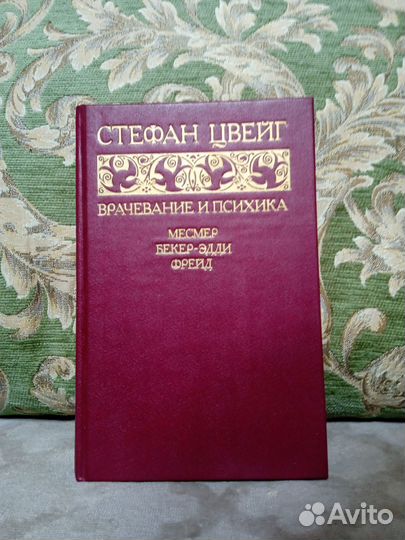 СТЕФАН ЦВЕЙГ
ВРАЧЕВАНИЕ И ПСИХИКА
МЕСМЕР
БЕКЕР-ЭДДИ
ФРЕЙД
Avito